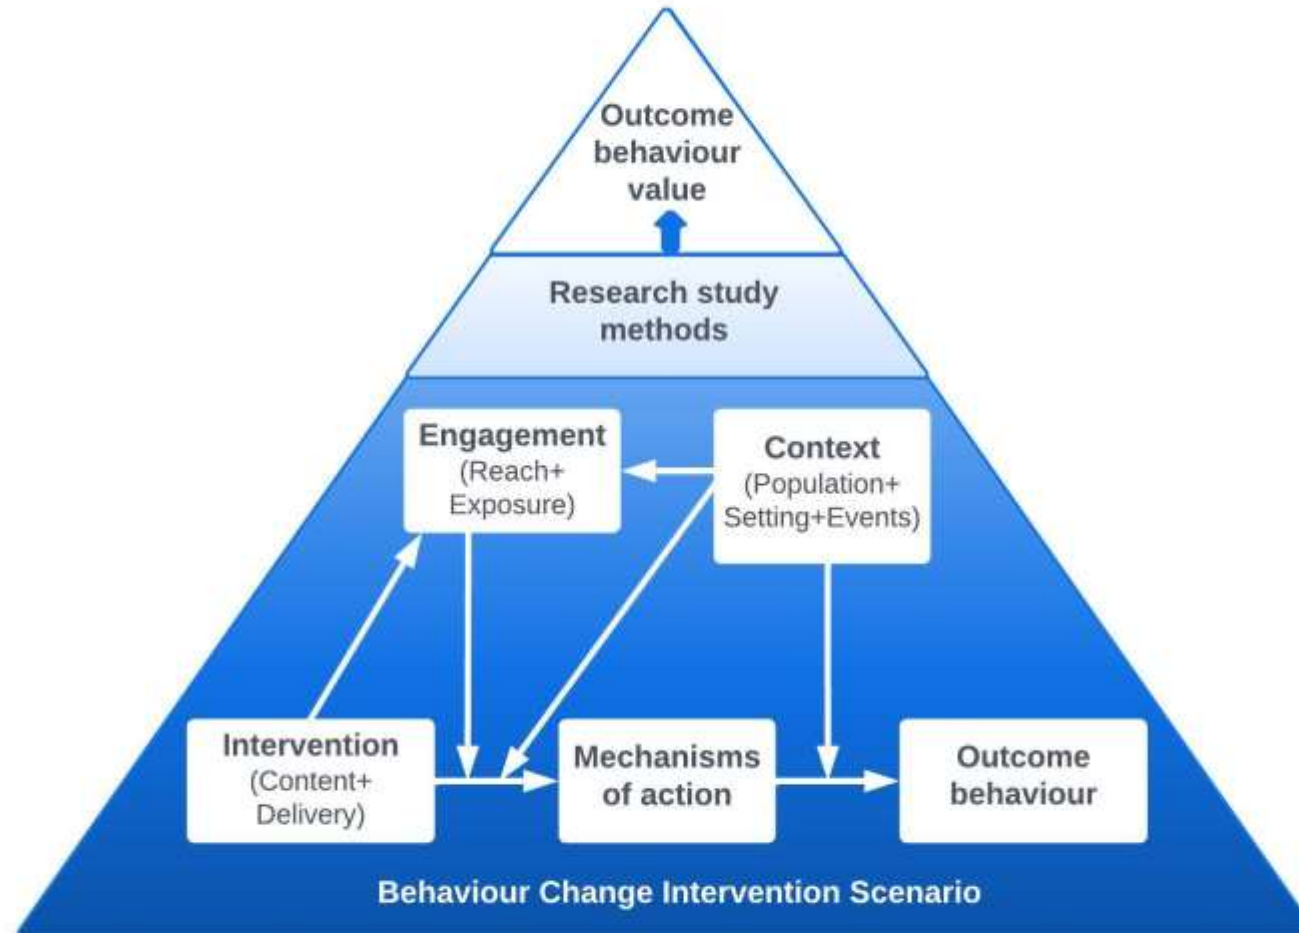 Outcome
behaviour
value
Research study
methods
Engagement
(Reach+
Exposure)
Context
(Population+
Setting+Events)
Intervention
(Content+
Delivery)
Mechanisms
of action
Outcome
behaviour
Behaviour Change Intervention Scenario